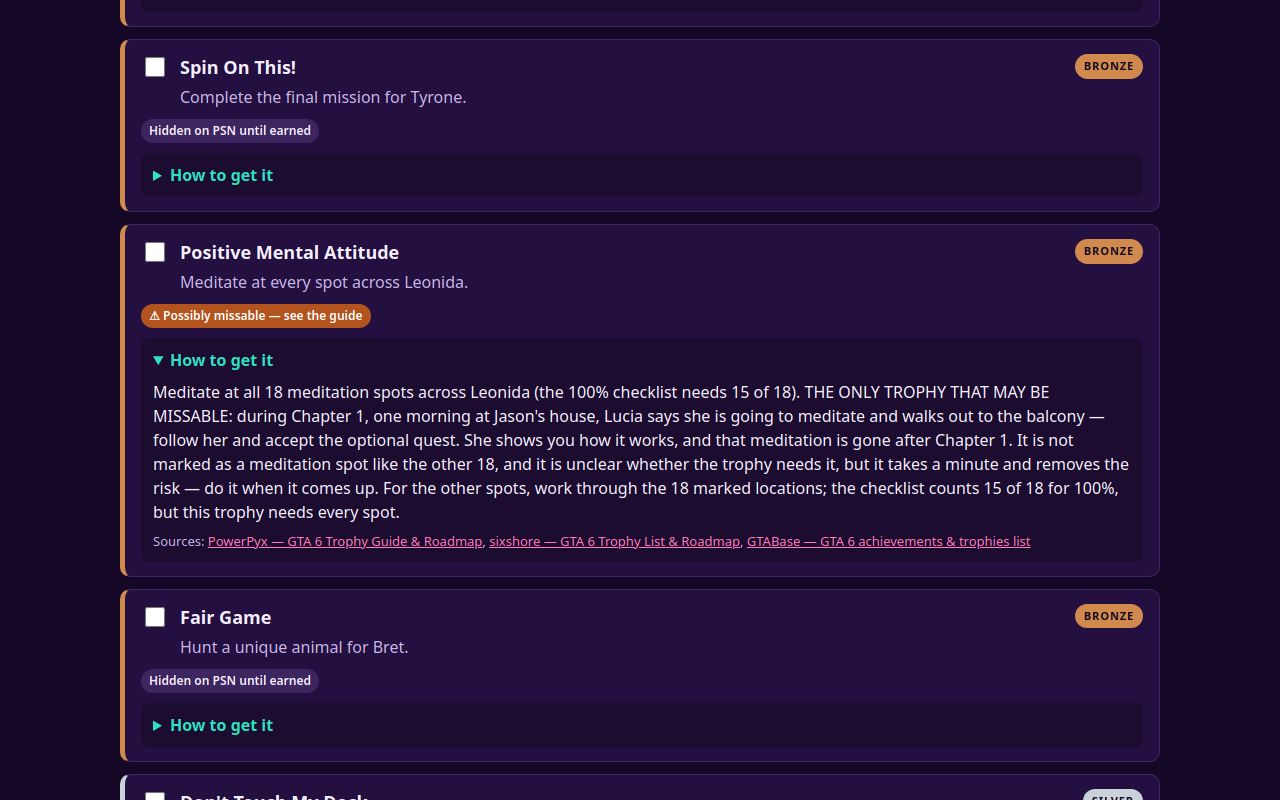 Spin On This!
BRONZE
Complete the final mission for Tyrone.
Hidden on PSN until earned
▶ How to get it
Positive Mental Attitude
BRONZE
Meditate at every spot across Leonida.
⚠ Possibly missable — see the guide
▼ How to get it
Meditate at all 18 meditation spots across Leonida (the 100% checklist needs 15 of 18). THE ONLY TROPHY THAT MAY BE
MISSABLE: during Chapter 1, one morning at Jason's house, Lucia says she is going to meditate and walks out to the balcony —
follow her and accept the optional quest. She shows you how it works, and that meditation is gone after Chapter 1. It is not
marked as a meditation spot like the other 18, and it is unclear whether the trophy needs it, but it takes a minute and removes the
risk — do it when it comes up. For the other spots, work through the 18 marked locations; the checklist counts 15 of 18 for 100%,
but this trophy needs every spot.
Sources: PowerPyx — GTA 6 Trophy Guide & Roadmap, sixshore — GTA 6 Trophy List & Roadmap, GTABase — GTA 6 achievements & trophies list
Fair Game
BRONZE
Hunt a unique animal for Bret.
Hidden on PSN until earned
▶ How to get it
Don't Touch My
SILVER